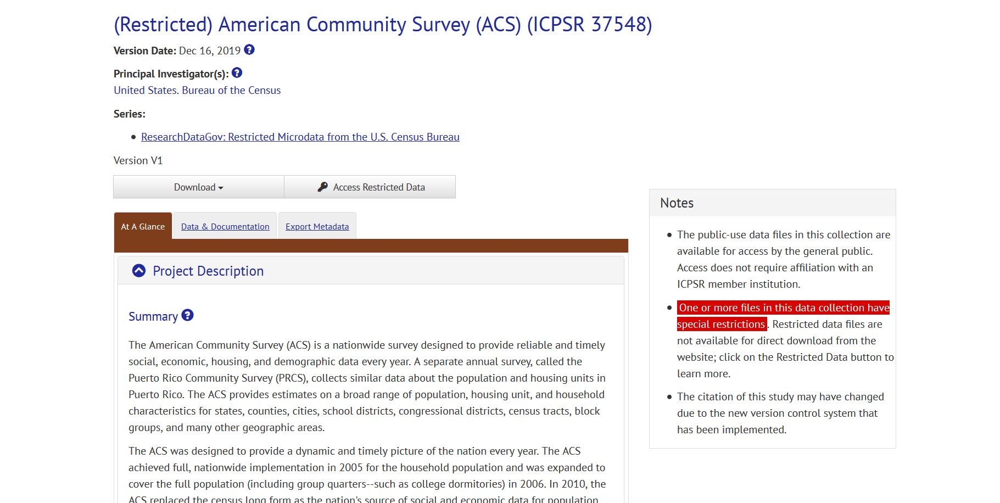 (Restricted) American Community Survey (ACS) (ICPSR 37548)
Version Date: Dec 16, 2019
Principal Investigator(s):
United States. Bureau of the Census
Series:
ResearchDataGov: Restricted Microdata from the U.S. Census Bureau
Version V1
Download
Access Restricted Data
At A Glance
Data & Documentation
Export Metadata
Project Description
Summary
The American Community Survey (ACS) is a nationwide survey designed to provide reliable and timely
social, economic, housing, and demographic data every year. A separate annual survey, called the
Puerto Rico Community Survey (PRCS), collects similar data about the population and housing units in
Puerto Rico. The ACS provides estimates on a broad range of population, housing unit, and household
characteristics for states, counties, cities, school districts, congressional districts, census tracts, block
groups, and many other geographic areas.
The ACS was designed to provide a dynamic and timely picture of the nation every year. The ACS
achieved full, nationwide implementation in 2005 for the household population and was expanded to
cover the full population (including group quarters--such as college dormitories) in 2006. In 2010, the
ACS replaced the census long form as the nation's source of social and economic data for population
Notes
The public-use data files in this collection are
available for access by the general public.
Access does not require affiliation with an
ICPSR member institution.
One or more files in this data collection have
special restrictions. Restricted data files are
not available for direct download from the
website; click on the Restricted Data button to
learn more.
The citation of this study may have changed
due to the new version control system that
has been implemented.